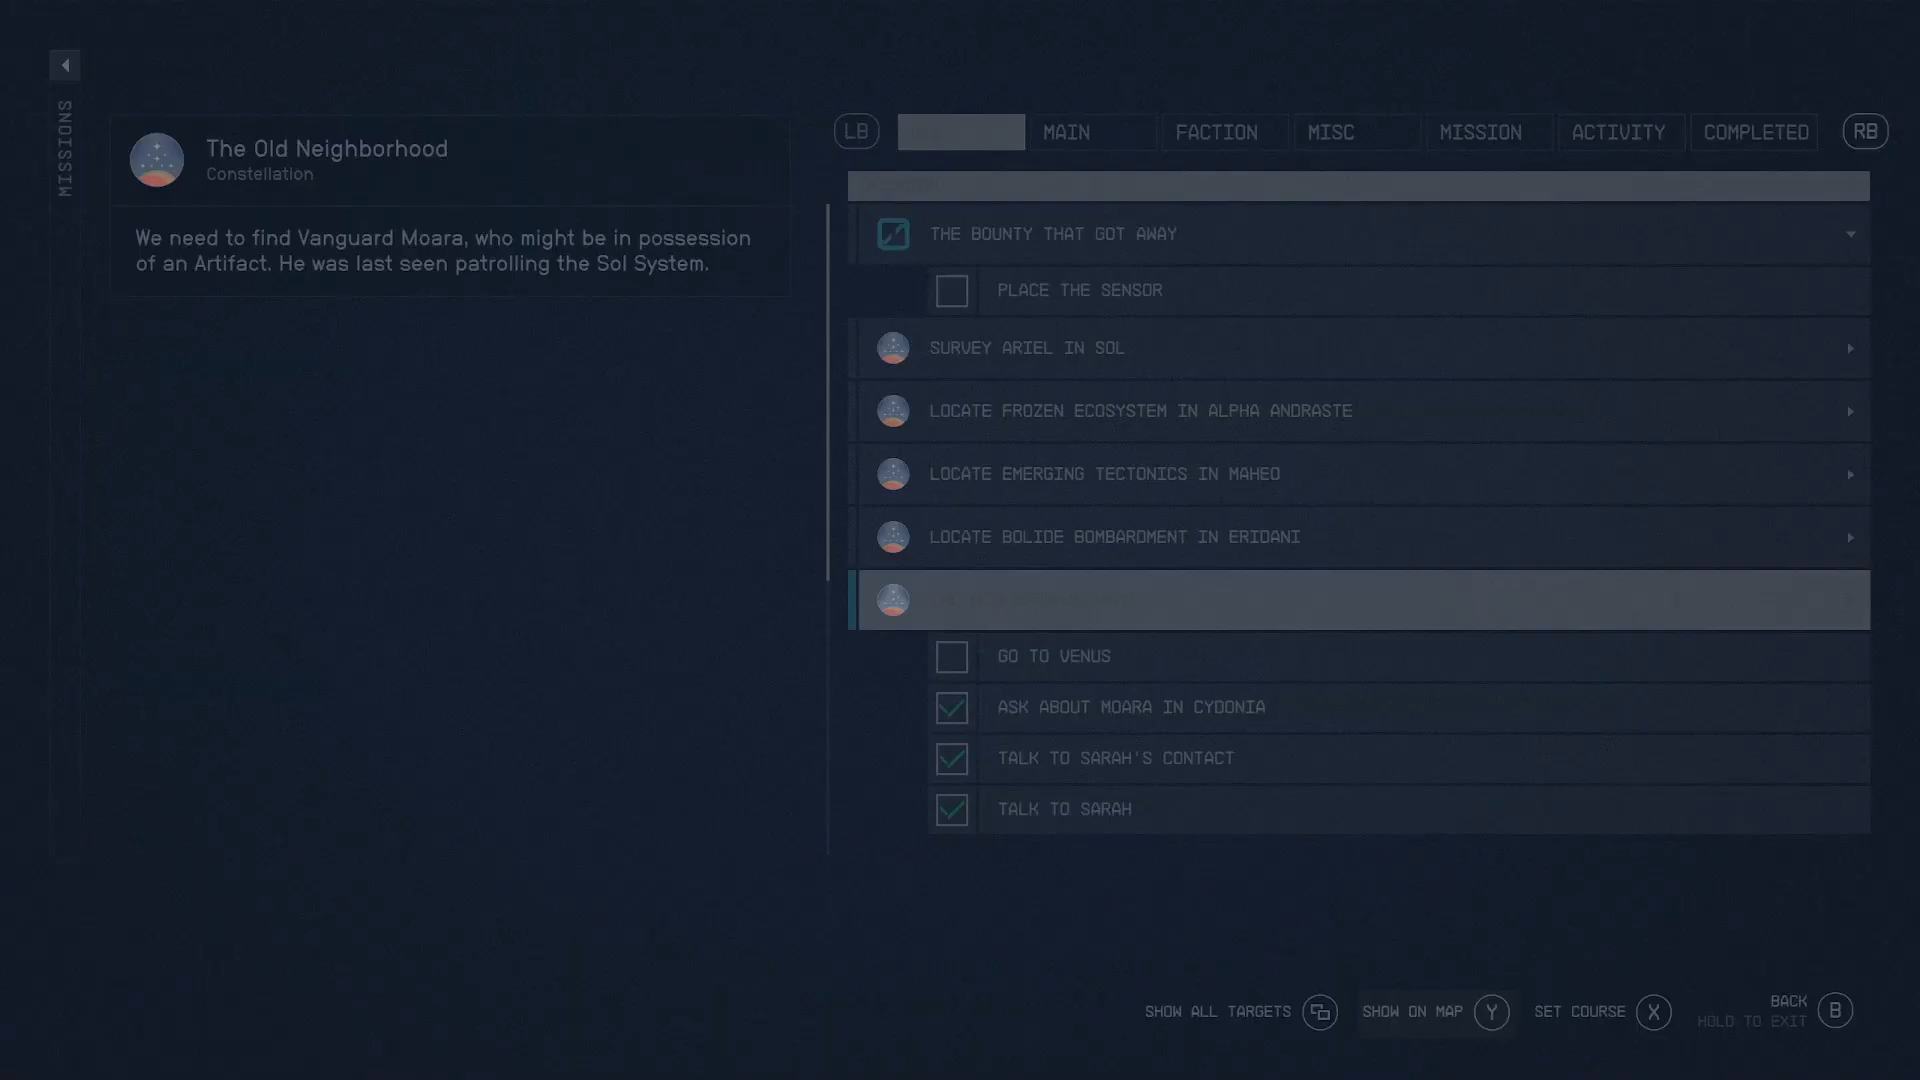 MISSIONS
The Old Neighborhood
Constellation
We need to find Vanguard Moara, who might be in possession
of an Artifact. He was last seen patrolling the Sol System.
LB
MAIN
FACTION
MISC
MISSION
ACTIVITY
COMPLETED
RB
THE BOUNTY THAT GOT AWAY
PLACE THE SENSOR
SURVEY ARIEL IN SOL
LOCATE FROZEN ECOSYSTEM IN ALPHA ANDRASTE
LOCATE EMERGING TECTONICS IN MAHEO
LOCATE BOLIDE BOMBARDMENT IN ERIDANI
GO TO VENUS
ASK ABOUT MOARA IN CYDONIA
TALK TO SARAH'S CONTACT
TALK TO SARAH
SHOW ALL TARGETS
SHOW ON MAP Y
SET COURSE X
BACK B
HOLD TO EXIT